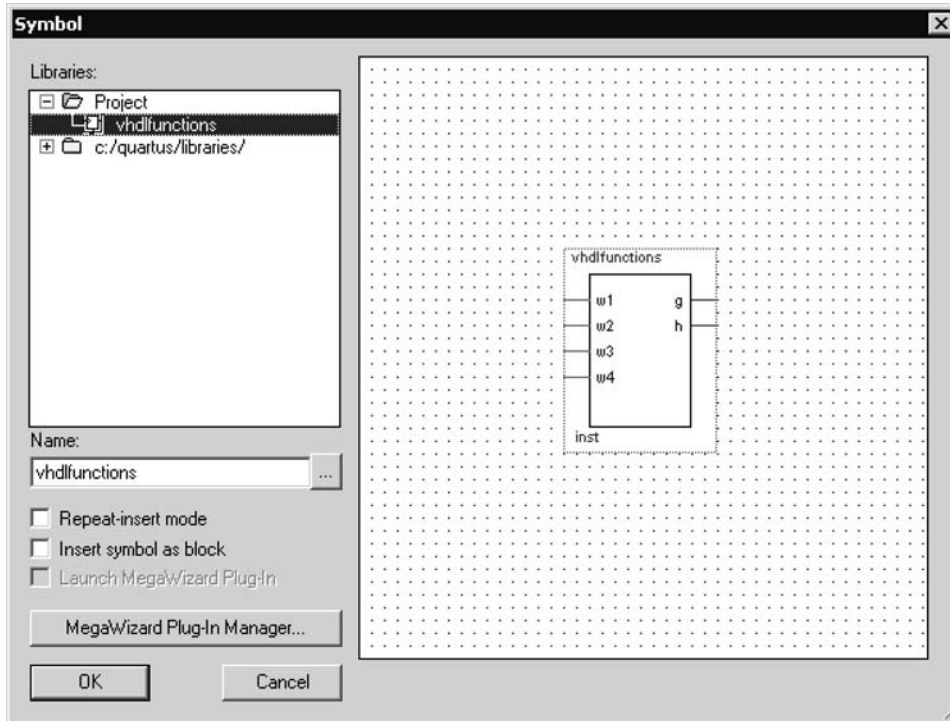 Symbol
Libraries:
Project
vhdlfunctions
c:/quartus/libraries/
Name:
vhdlfunctions
...
Repeat-insert mode
Insert symbol as block
Launch MegaWizard Plug-In
MegaWizard Plug-In Manager...
OK
Cancel
vhdlfunctions
w1 g
w2 h
w3
w4
inst